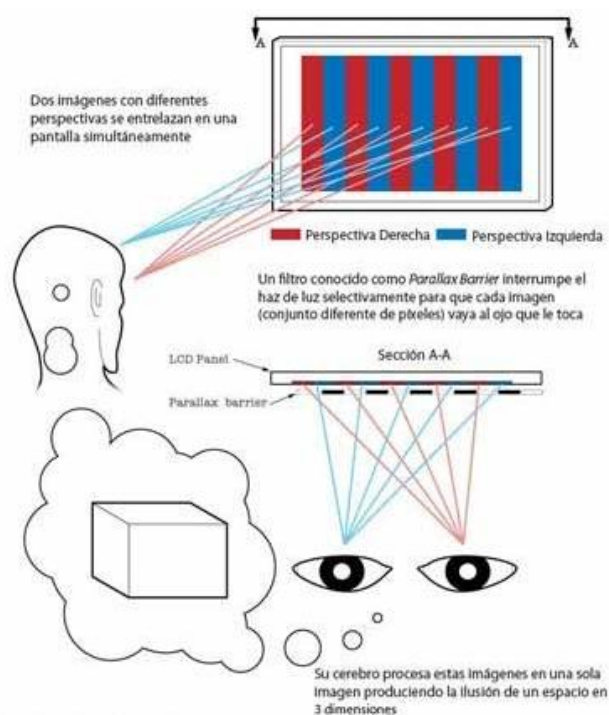 A A
Dos imágenes con diferentes
perspectivas se entrelazan en una
pantalla simultáneamente
Perspectiva Derecha Perspectiva Izquierda
Un filtro conocido como Parallax Barrier interrumpe el
haz de luz selectivamente para que cada imagen
(conjunto diferente de píxeles) vaya al ojo que le toca
Sección A-A
LCD Panel
Parallax barrier
Su cerebro procesa estas imágenes en una sola
imagen produciendo la ilusión de un espacio en
3 dimensiones